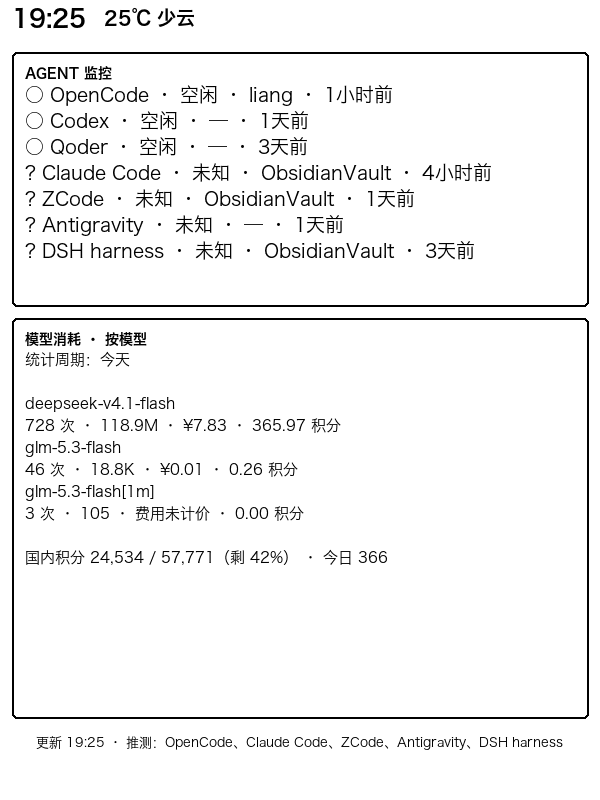 19:25 25℃ 少云
AGENT 监控
○ OpenCode · 空闲 · liang · 1小时前
○ Codex · 空闲 · — · 1天前
○ Qoder · 空闲 · — · 3天前
? Claude Code · 未知 · ObsidianVault · 4小时前
? ZCode · 未知 · ObsidianVault · 1天前
? Antigravity · 未知 · — · 1天前
? DSH harness · 未知 · ObsidianVault · 3天前
模型消耗 · 按模型
统计周期：今天
deepseek-v4.1-flash
728 次 · 118.9M · ¥7.83 · 365.97 积分
glm-5.3-flash
46 次 · 18.8K · ¥0.01 · 0.26 积分
glm-5.3-flash[1m]
3 次 · 105 · 费用未计价 · 0.00 积分
国内积分 24,534 / 57,771（剩 42%） · 今日 366
更新 19:25 · 推测：OpenCode、Claude Code、ZCode、Antigravity、DSH harness